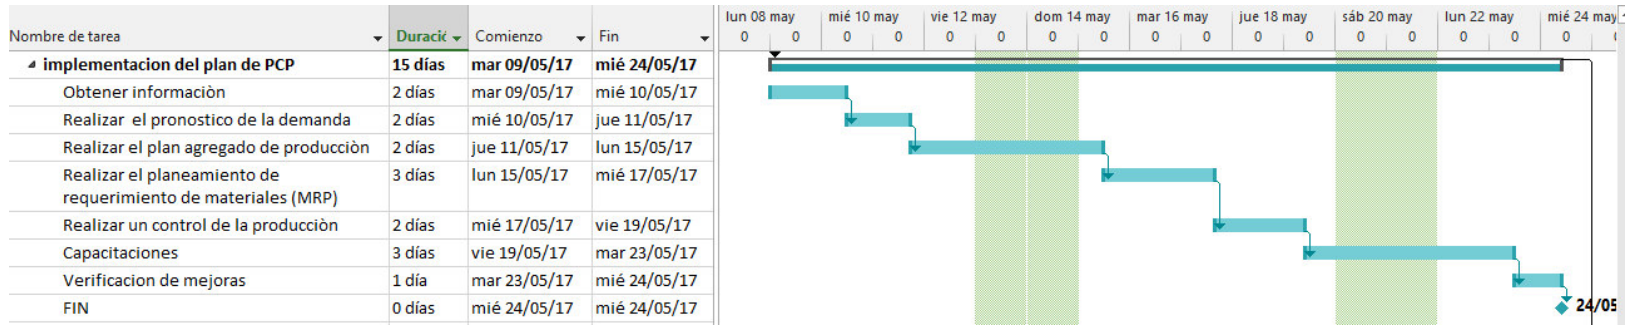 lun 08 may mié 10 may vie 12 may dom 14 may mar 16 may jue 18 may sáb 20 may lun 22 may mié 24 may
Nombre de tarea Duració Comienzo Fin 0 0 0 0 0 0 0 0 0 0 0 0 0 0 0 0 0
implementacion del plan de PCP 15 días mar 09/05/17 mié 24/05/17
Obtener informaciòn 2 días mar 09/05/17 mié 10/05/17
Realizar el pronostico de la demanda 2 días mié 10/05/17 jue 11/05/17
Realizar el plan agregado de producciòn 2 días jue 11/05/17 lun 15/05/17
Realizar el planeamiento de 3 días lun 15/05/17 mié 17/05/17
requerimiento de materiales (MRP)
Realizar un control de la producciòn 2 días mié 17/05/17 vie 19/05/17
Capacitaciones 3 días vie 19/05/17 mar 23/05/17
Verificacion de mejoras 1 día mar 23/05/17 mié 24/05/17
FIN 0 días mié 24/05/17 mié 24/05/17 24/05